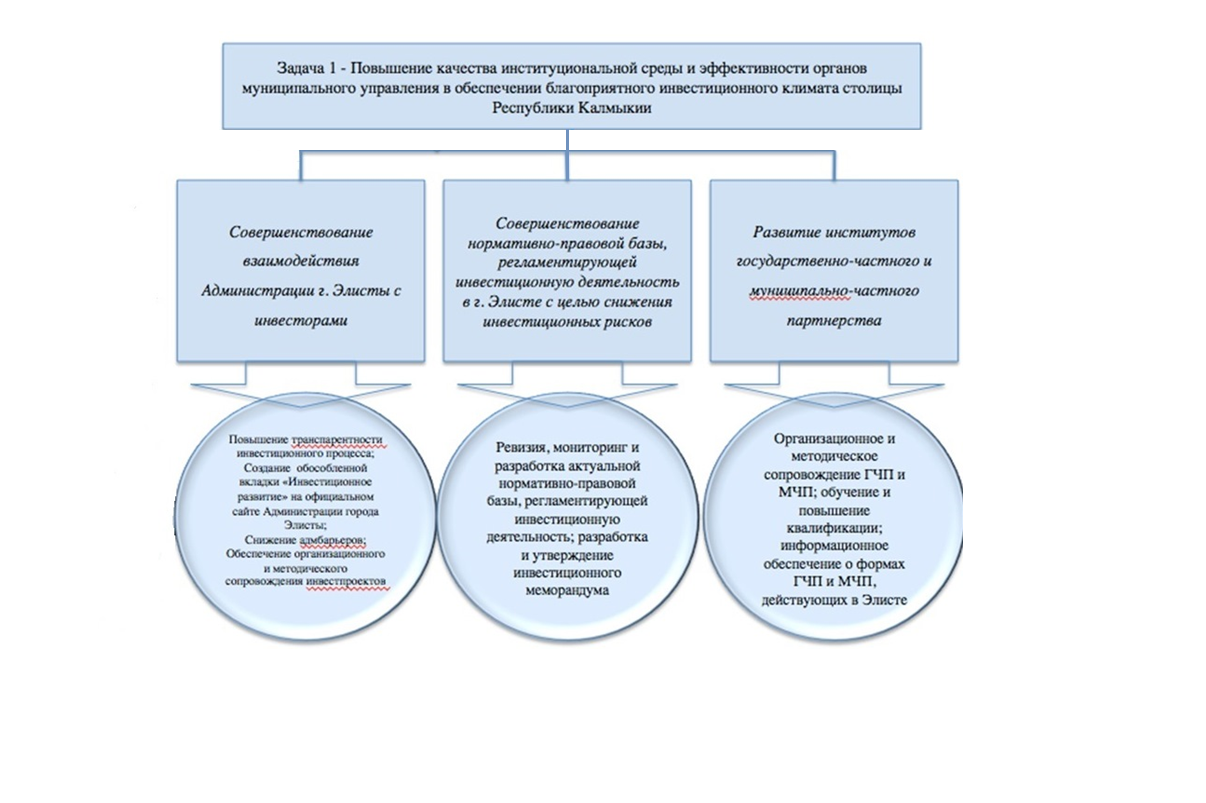 Задача 1 - Повышение качества институциональной среды и эффективности органов
муниципального управления в обеспечении благоприятного инвестиционного климата столицы
Республики Калмыкии
Совершенствование
взаимодействия
Администрации г. Элисты с
инвесторами
Совершенствование
нормативно-правовой базы,
регламентирующей
инвестиционную деятельность
в г. Элисте с целью снижения
инвестиционных рисков
Развитие институтов
государственно-частного и
муниципально-частного
партнерства
Повышение транспарентности
инвестиционного процесса;
Создание обособленной
вкладки «Инвестиционное
развитие» на официальном
сайте Администрации города
Элисты;
Снижение адмбарьеров;
Обеспечение организационного
и методического
сопровождения инвестпроектов
Ревизия, мониторинг и
разработка актуальной
нормативно-правовой
базы, регламентирующей
инвестиционную
деятельность; разработка
и утверждение
инвестиционного
меморандума
Организационное и
методическое
сопровождение ГЧП и
МЧП; обучение и
повышение
квалификации;
информационное
обеспечение о формах
ГЧП и МЧП,
действующих в Элисте